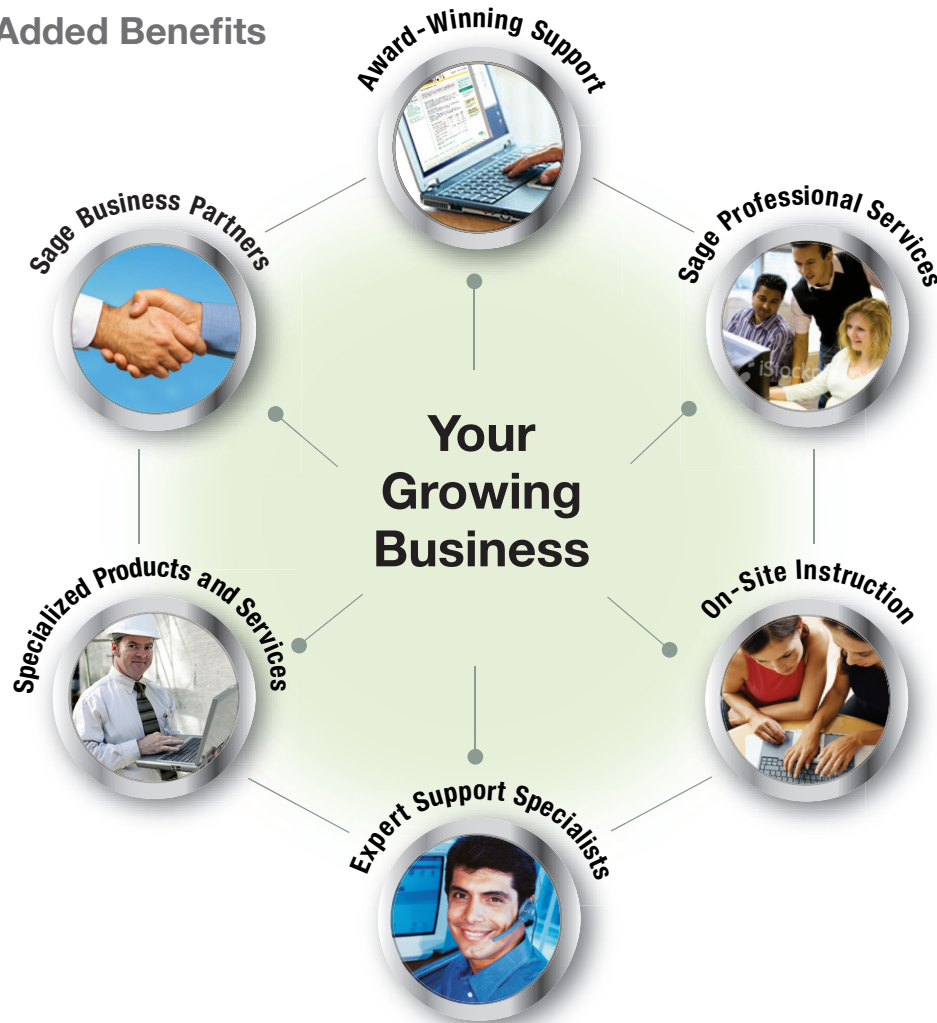 Added Benefits
Award-Winning Support
Sage Business Partners
Sage Professional Services
Your
Growing
Business
Specialized Products and Services
On-Site Instruction
Expert Support Specialists